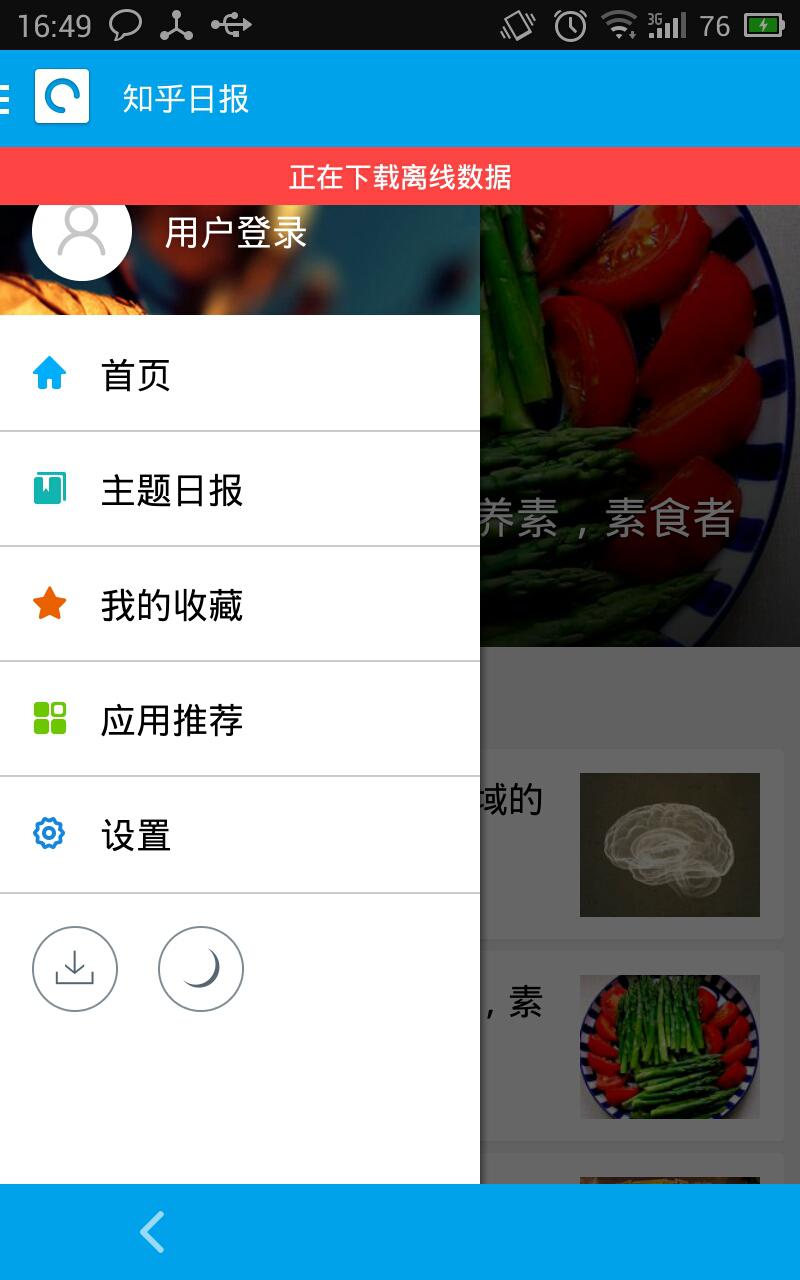 16:49
3G
76
知乎日报
正在下载离线数据
用户登录
首页
主题日报
养素，素食者
我的收藏
应用推荐
域的
设置
，素